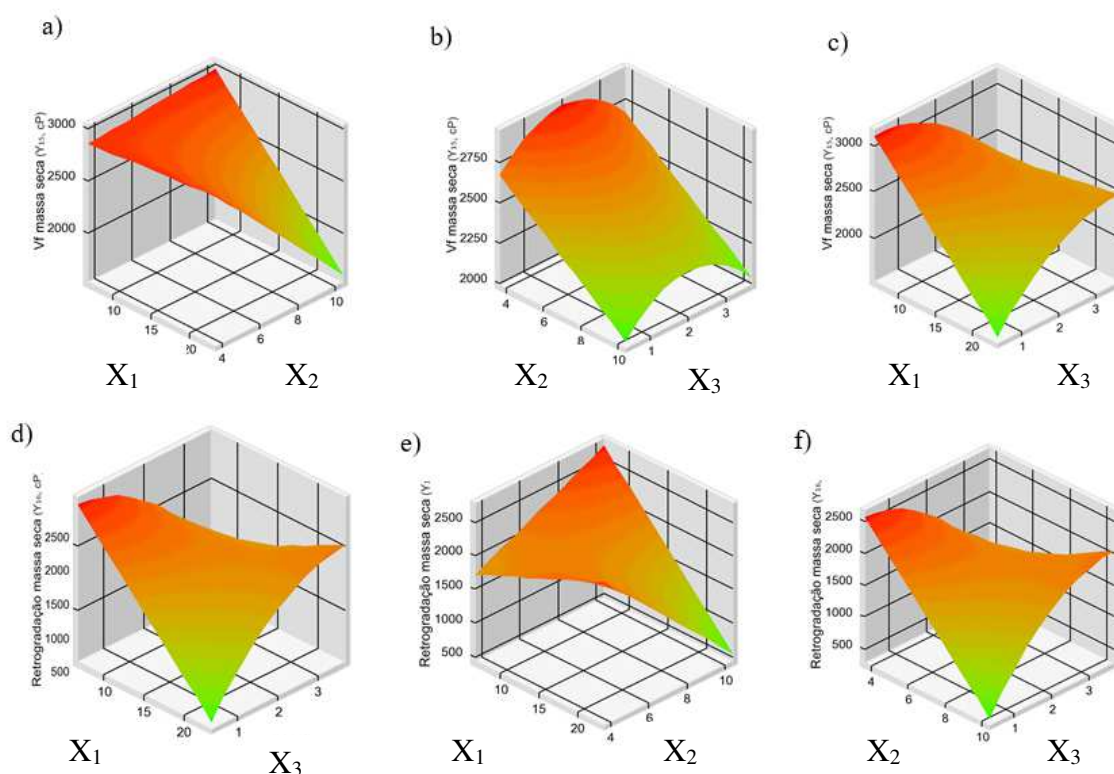 a)
b)
c)
Vf massa seca (Y₁₅, cP)
3000
2500
2000
10
15
20
4
6
8
10
X₁
X₂
Vf massa seca (Y₁₅, cP)
2750
2500
2250
2000
4
6
8
10
1
2
3
X₂
X₃
Vf massa seca (Y₁₅, cP)
3000
2500
2000
10
15
20
1
2
3
X₁
X₃
d)
e)
f)
Retrogradação massa seca (Y₁₆, cP)
2500
1500
1000
500
10
15
20
1
2
3
X₁
X₃
Retrogradação massa seca (Y₁
2500
2000
1500
1000
500
10
15
20
4
6
8
10
X₁
X₂
Retrogradação massa seca (Y₁₆,
2500
2000
1500
1000
500
4
6
8
10
1
2
3
X₂
X₃